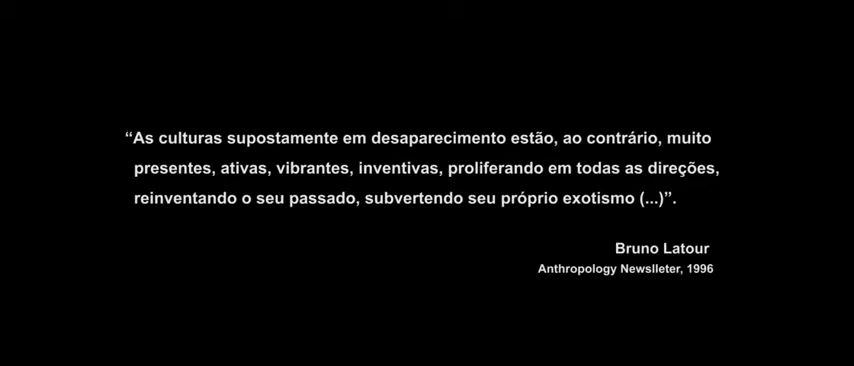 “As culturas supostamente em desaparecimento estão, ao contrário, muito
presentes, ativas, vibrantes, inventivas, proliferando em todas as direções,
reinventando o seu passado, subvertendo seu próprio exotismo (...)”.
Bruno Latour
Anthropology Newslleter, 1996